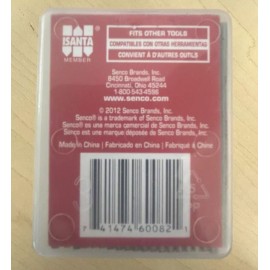 ISANTA
MEMBER
FITS OTHER TOOLS
COMPATIBLES CON OTRAS HERRAMIENTAS
CONVIENT À D'AUTRES OUTILS
Senco Brands, Inc.
8450 Broadwell Road
Cincinnati, Ohio 45244
1-800-543-4596
www.senco.com
© 2012 Senco Brands, Inc.
Senco® is a trademark of Senco Brands, Inc.
Senco® es una marca comercial de Senco Brands, Inc.
Senco est une marque déposée de Senco Brands, Inc.
Made in China | Fabricado en China | Fabriqué à Chine
7 41474 60082 1